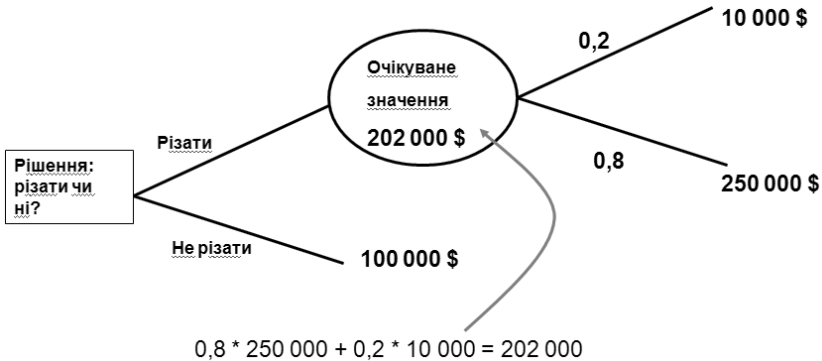 Рішення:
різати чи
ні?
Різати
Не різати
Очікуване
значення
202 000 $
100 000 $
0,2
10 000 $
0,8
250 000 $
0,8 * 250 000 + 0,2 * 10 000 = 202 000